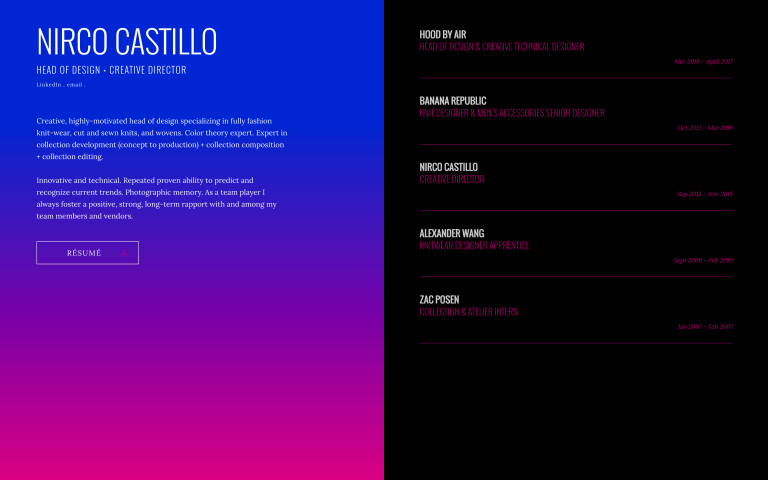 NIRCO CASTILLO
HEAD OF DESIGN • CREATIVE DIRECTOR
LinkedIn . email .
Creative, highly-motivated head of design specializing in fully fashion
knit-wear, cut and sewn knits, and wovens. Color theory expert. Expert in
collection development (concept to production) + collection composition
+ collection editing.
Innovative and technical. Repeated proven ability to predict and
recognize current trends. Photographic memory. As a team player I
always foster a positive, strong, long-term rapport with and among my
team members and vendors.
RÉSUMÉ
HOOD BY AIR
HEAD OF DESIGN & CREATIVE TECHNICAL DESIGNER
Mar 2016 – April 2017
BANANA REPUBLIC
KNIT DESIGNER & MEN'S ACCESSORIES SENIOR DESIGNER
Oct 2015 – Mar 2016
NIRCO CASTILLO
CREATIVE DIRECTOR
Sep 2012 – Nov 2015
ALEXANDER WANG
KNITWEAR DESIGNER APPRENTICE
Sept 2009 – Feb 2010
ZAC POSEN
COLLECTION & ATELIER INTERN
Jan 2007 – Feb 2007